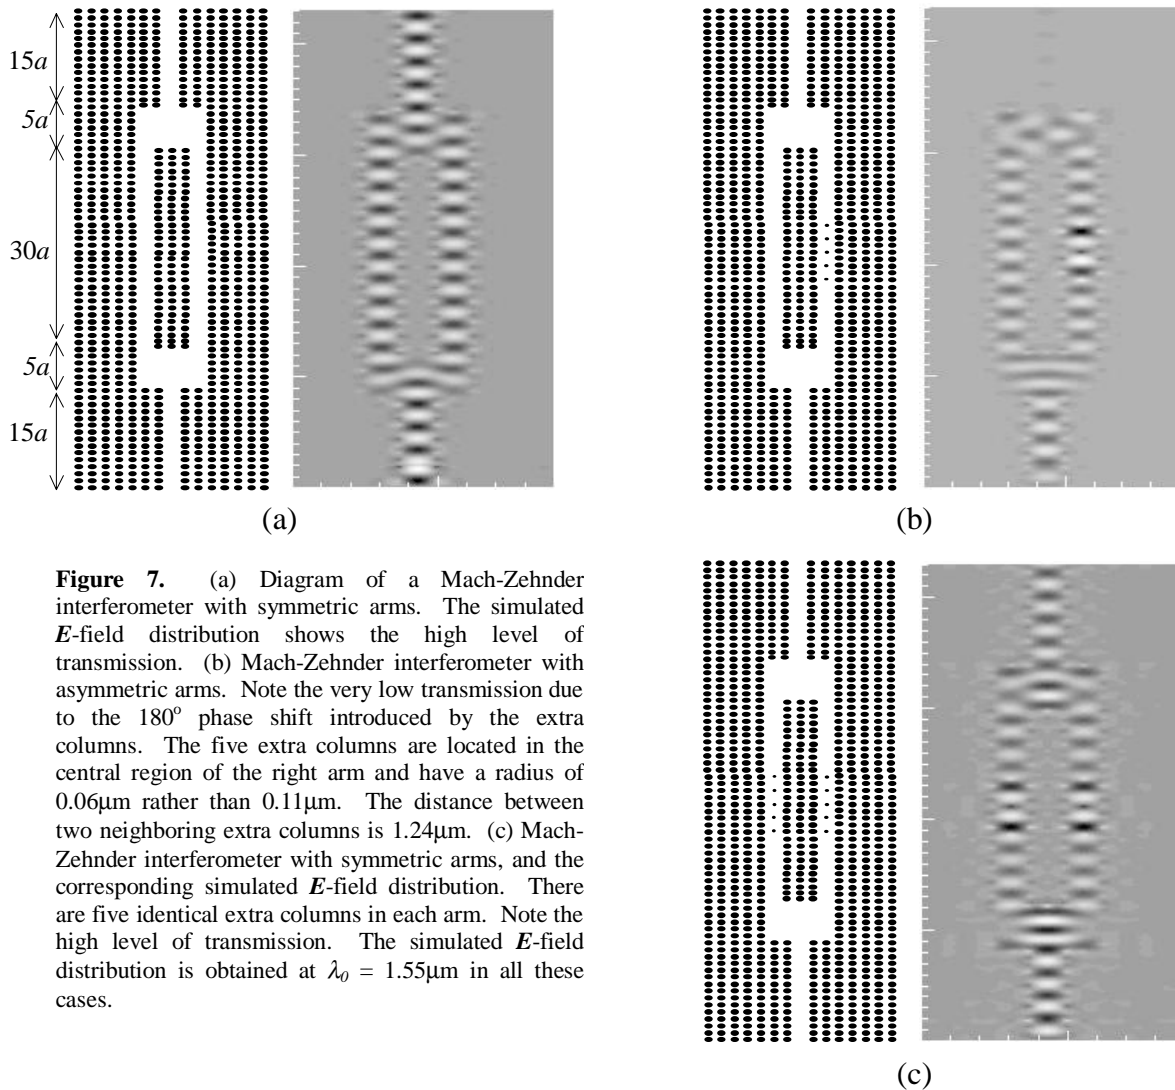 15a
5a
30a
5a
15a
(a)
(b)
Figure 7. (a) Diagram of a Mach-Zehnder
interferometer with symmetric arms. The simulated
E-field distribution shows the high level of
transmission. (b) Mach-Zehnder interferometer with
asymmetric arms. Note the very low transmission due
to the 180° phase shift introduced by the extra
columns. The five extra columns are located in the
central region of the right arm and have a radius of
0.06μm rather than 0.11μm. The distance between
two neighboring extra columns is 1.24μm. (c) Mach-
Zehnder interferometer with symmetric arms, and the
corresponding simulated E-field distribution. There
are five identical extra columns in each arm. Note the
high level of transmission. The simulated E-field
distribution is obtained at λ₀ = 1.55μm in all these
cases.
(c)